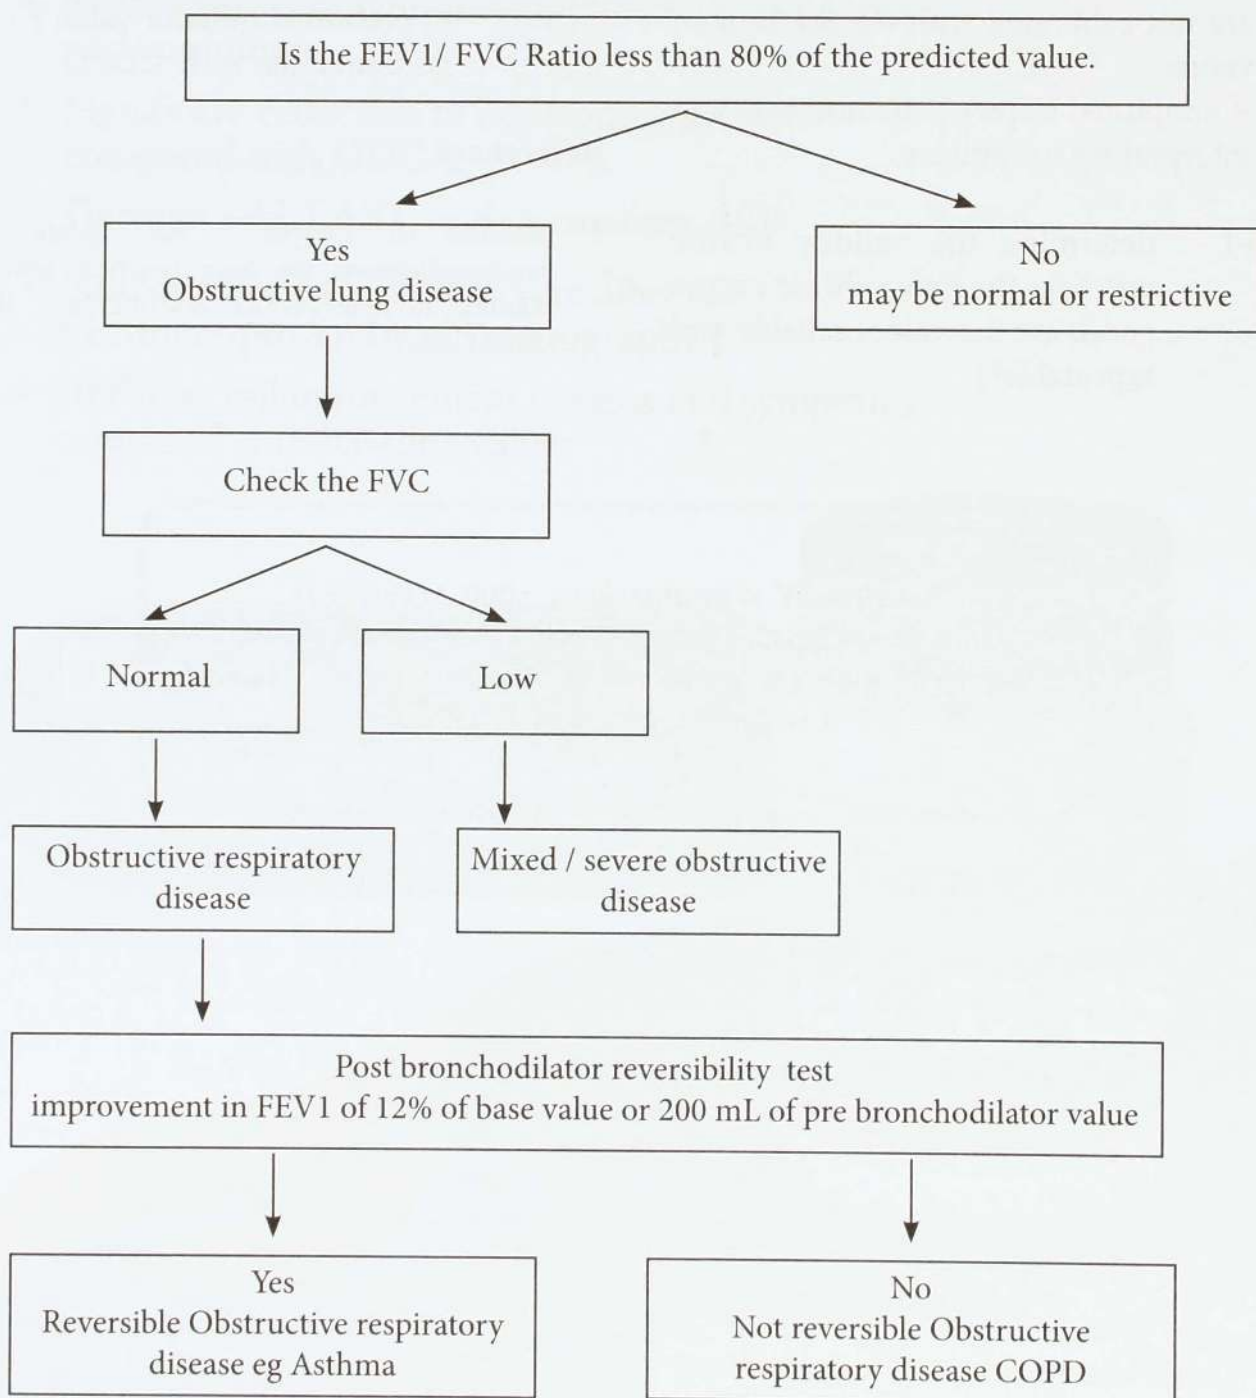 Is the FEV1/ FVC Ratio less than 80% of the predicted value.
Yes
Obstructive lung disease
No
may be normal or restrictive
Check the FVC
Normal
Low
Obstructive respiratory
disease
Mixed / severe obstructive
disease
Post bronchodilator reversibility test
improvement in FEV1 of 12% of base value or 200 mL of pre bronchodilator value
Yes
Reversible Obstructive respiratory
disease eg Asthma
No
Not reversible Obstructive
respiratory disease COPD